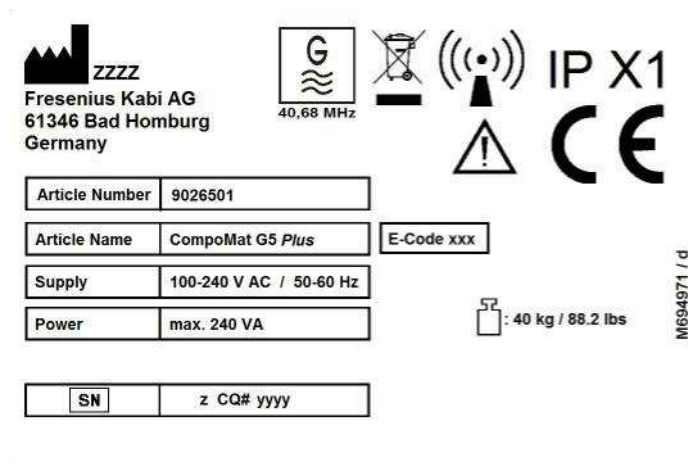 ZZZZ
Fresenius Kabi AG
61346 Bad Homburg
Germany
G
40,68 MHz
IP X1
CE
Article Number 9026501
Article Name CompoMat G5 Plus
E-Code xxx
Supply 100-240 V AC / 50-60 Hz
Power max. 240 VA
: 40 kg / 88.2 lbs
M694971 / d
SN z CQ# yyyy